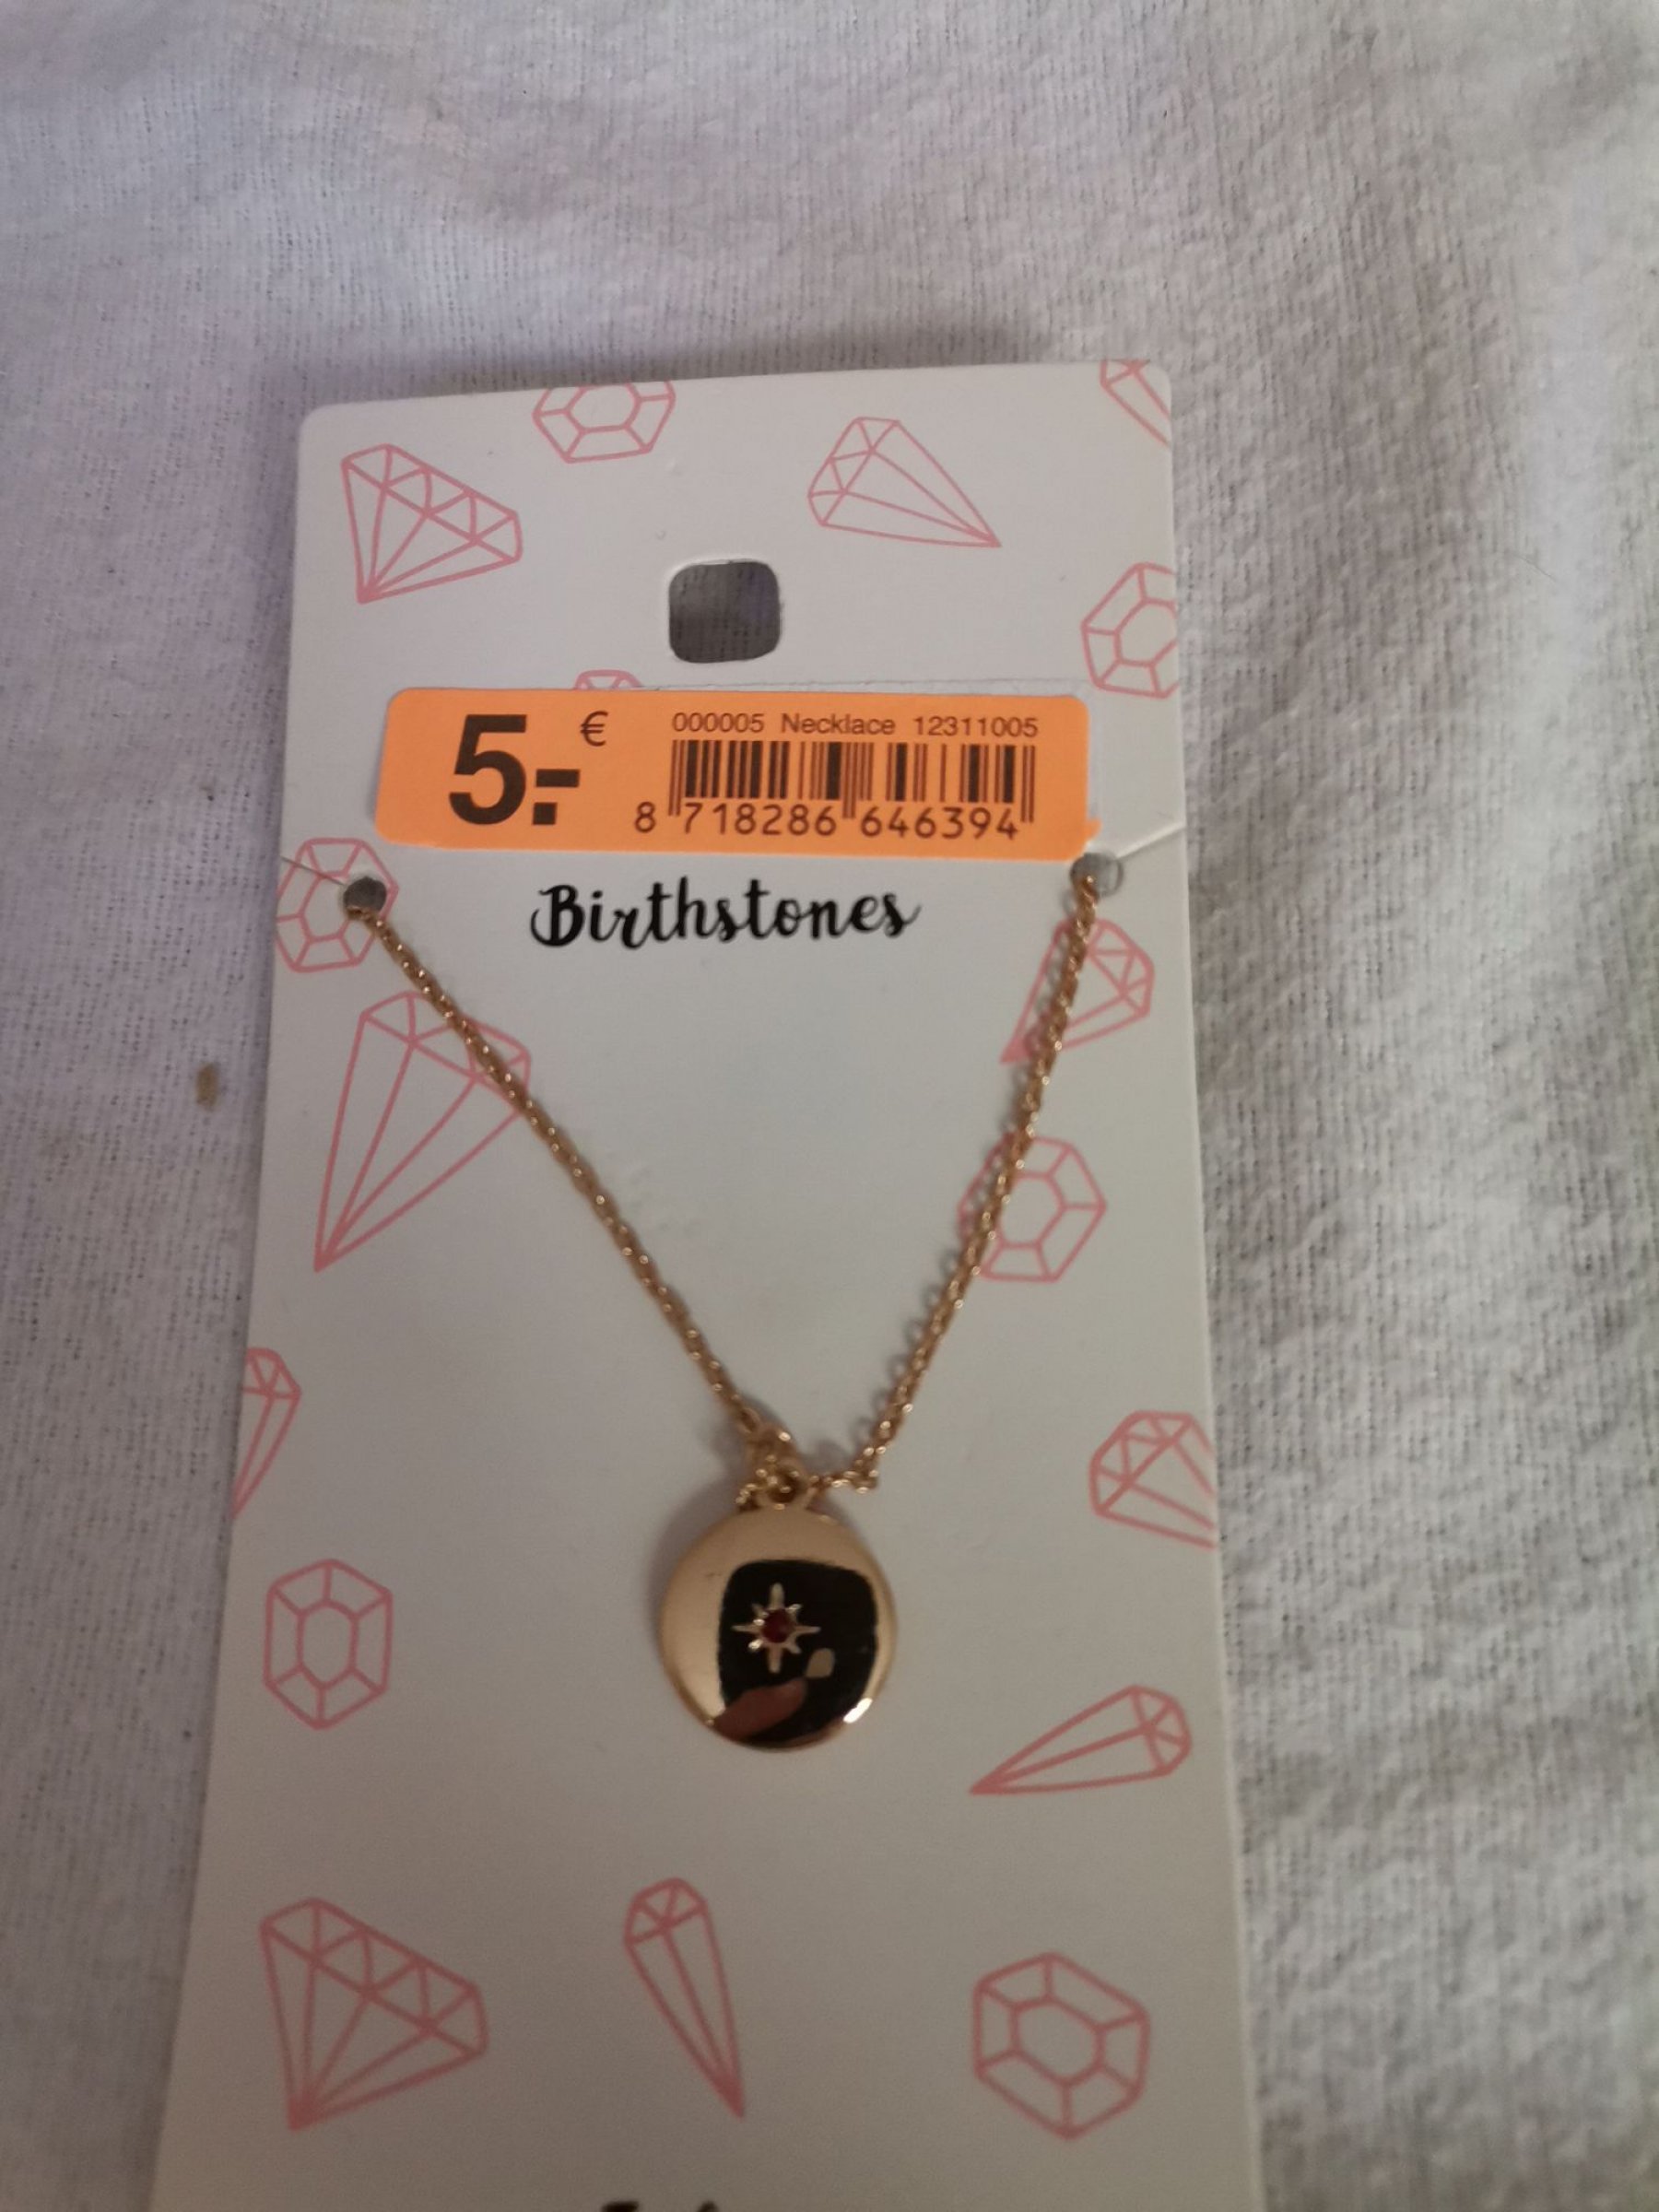 5.- €
000005 Necklace 12311005
8 718286 646394
Birthstones